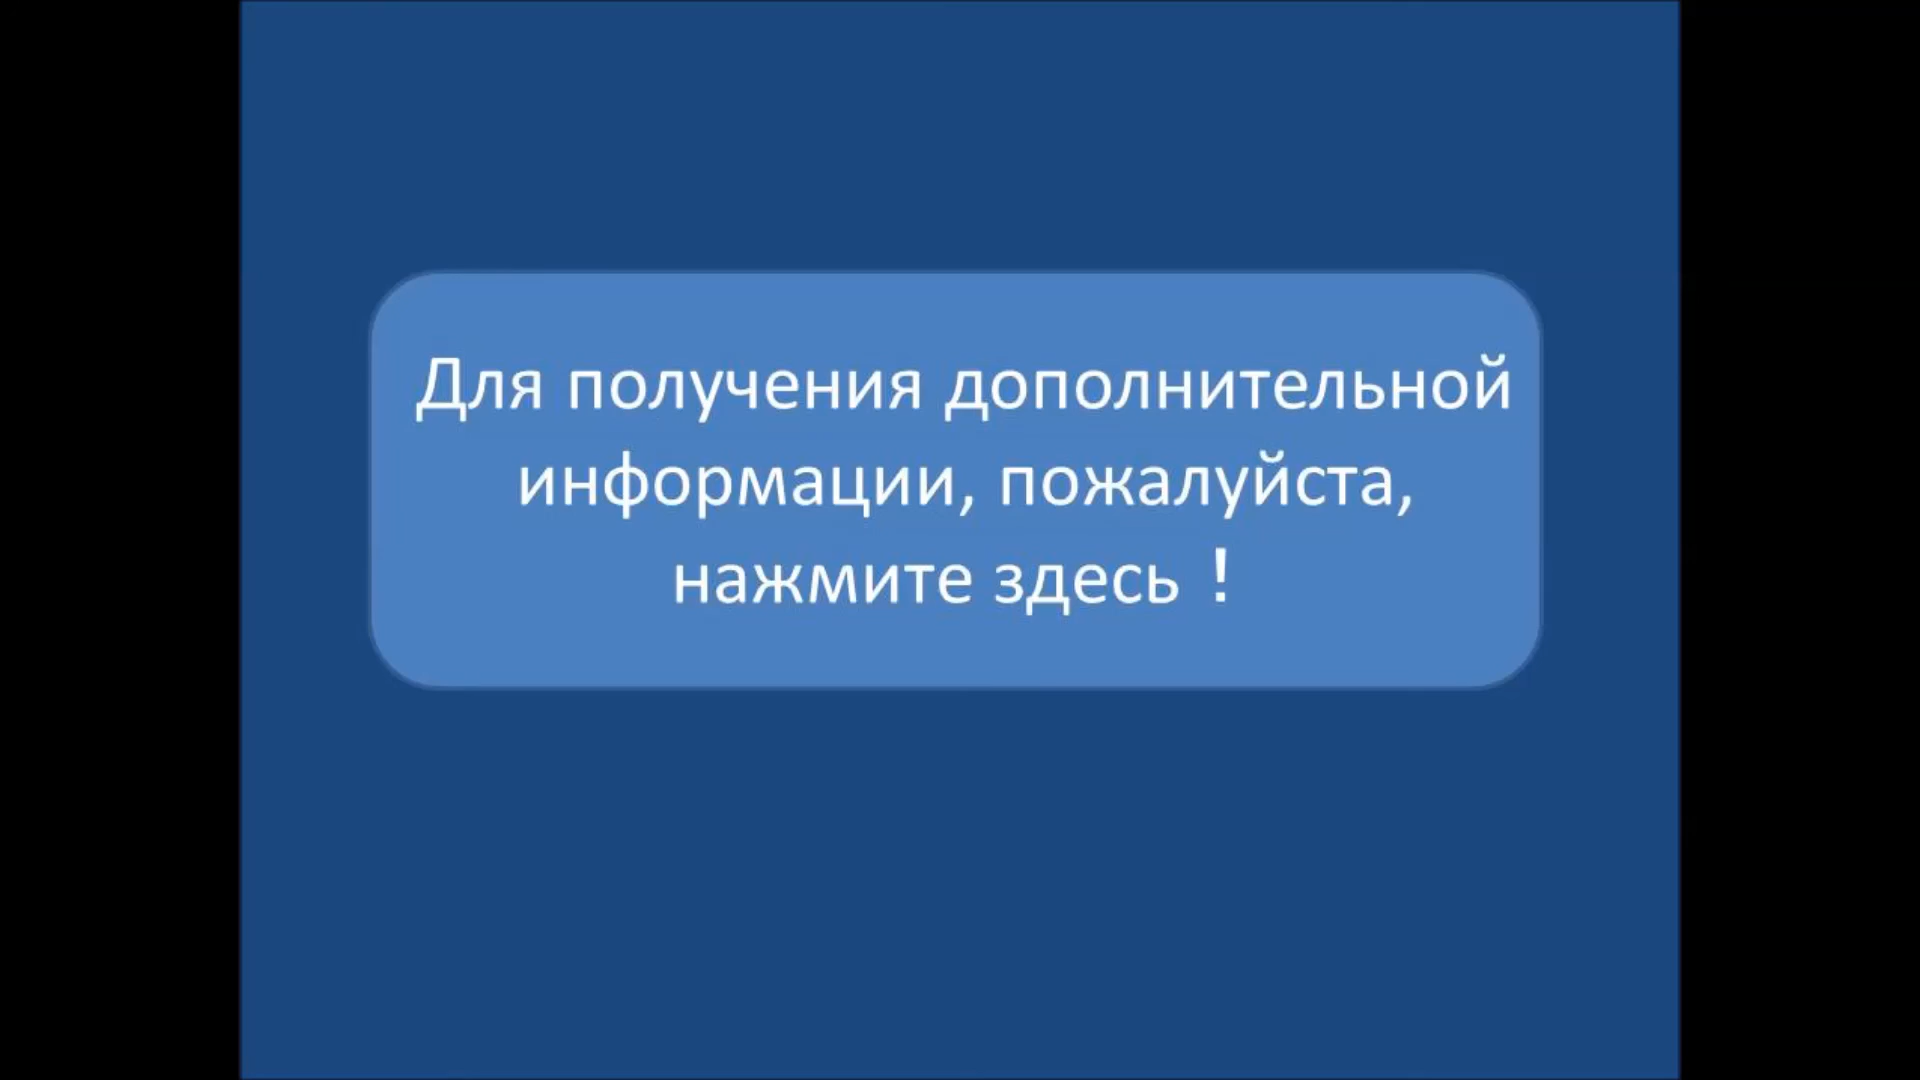 Для получения дополнительной
информации, пожалуйста,
нажмите здесь !